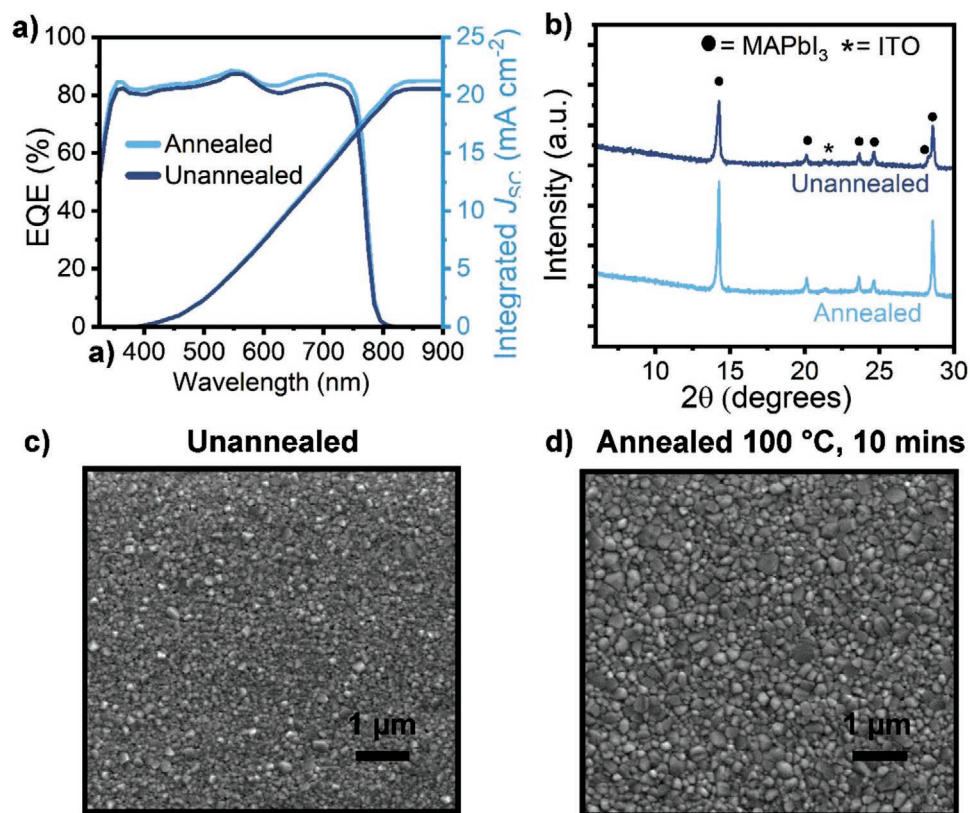 a)
100
80
60
40
20
0
EQE (%)
Annealed
Unannealed
25
20
15
10
5
0
Integrated JSC (mA cm-2)
a)
400 500 600 700 800 900
Wavelength (nm)
b)
● = MAPbI3 * = ITO
*
Unannealed
Annealed
Intensity (a.u.)
10 15 20 25 30
2θ (degrees)
c) Unannealed
1 µm
d) Annealed 100 °C, 10 mins
1 µm